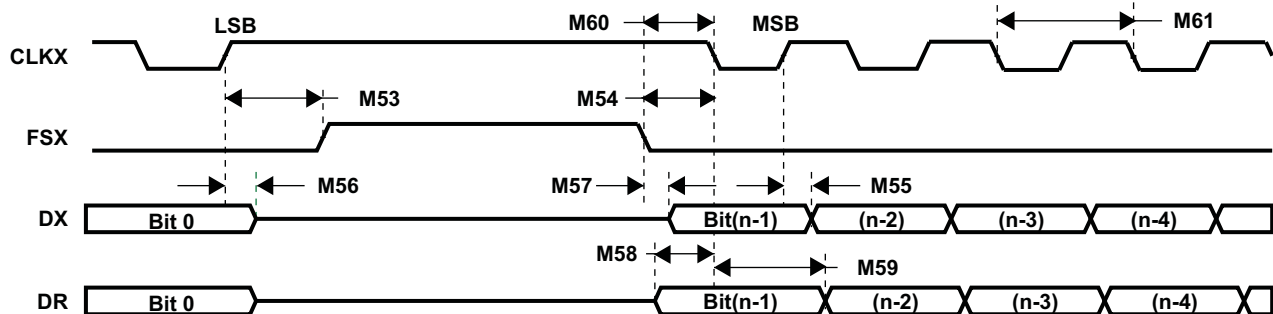 LSB M60 MSB M61
CLKX
M53 M54
FSX
M56 M57 M55
DX Bit 0 Bit(n-1) (n-2) (n-3) (n-4)
M58 M59
DR Bit 0 Bit(n-1) (n-2) (n-3) (n-4)